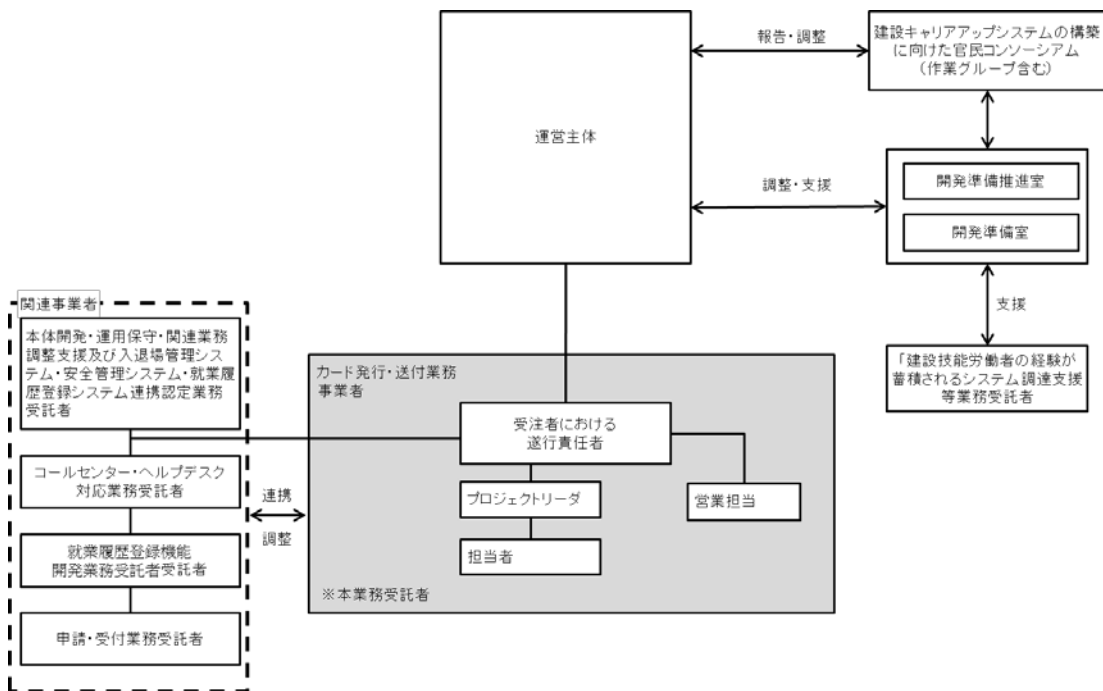 報告・調整
建設キャリアアップシステムの構築
に向けた官民コンソーシアム
（作業グループ含む）
運営主体
調整・支援
開発準備推進室
開発準備室
支援
「建設技能労働者の経験が
蓄積されるシステム調達支援
等業務受託者
関連事業者
本体開発・運用保守・関連業務
調整支援及び入退場管理シス
テム・安全管理システム・就業履
歴登録システム連携認定業務
受託者
コールセンター・ヘルプデスク
対応業務受託者
就業履歴登録機能
開発業務受託者受託者
申請・受付業務受託者
連携
調整
カード発行・送付業務
事業者
受注者における
遂行責任者
プロジェクトリーダ
営業担当
担当者
※本業務受託者